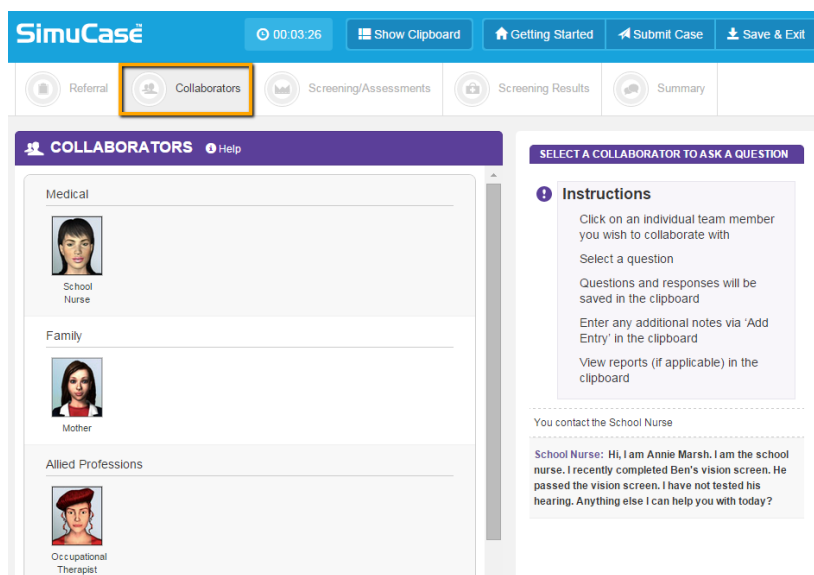 SimuCase™
00:03:26
Show Clipboard
Getting Started
Submit Case
Save & Exit
Referral
Collaborators
Screening/Assessments
Screening Results
Summary
COLLABORATORS
Help
Medical
School
Nurse
Family
Mother
Allied Professions
Occupational
Therapist
SELECT A COLLABORATOR TO ASK A QUESTION
Instructions
Click on an individual team member
you wish to collaborate with
Select a question
Questions and responses will be
saved in the clipboard
Enter any additional notes via 'Add
Entry' in the clipboard
View reports (if applicable) in the
clipboard
You contact the School Nurse
School Nurse: Hi, I am Annie Marsh. I am the school
nurse. I recently completed Ben's vision screen. He
passed the vision screen. I have not tested his
hearing. Anything else I can help you with today?